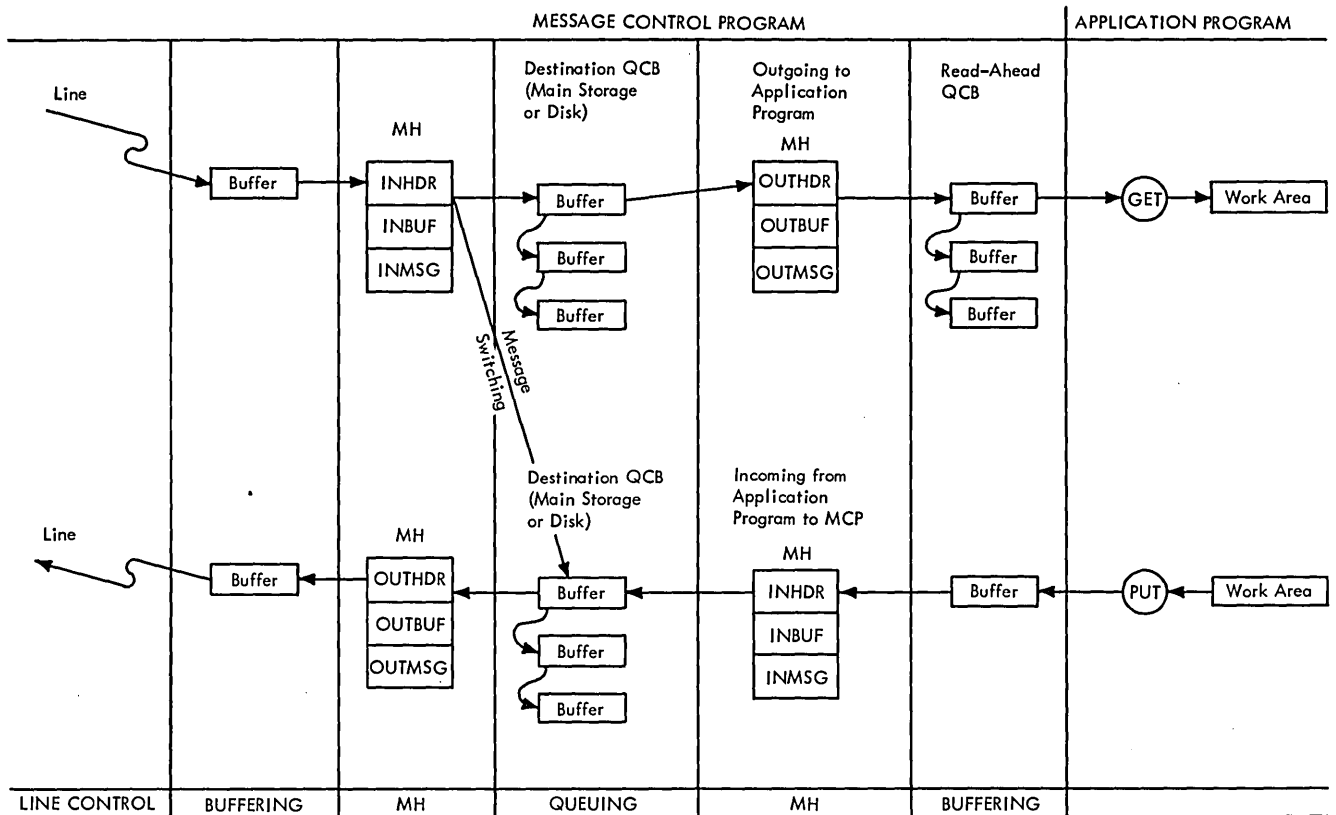 MESSAGE CONTROL PROGRAM
APPLICATION PROGRAM
Line
MH
Destination QCB
(Main Storage
or Disk)
Outgoing to
Application
Program
MH
Read-Ahead
QCB
Buffer
INHDR
INBUF
INMSG
Buffer
Buffer
Buffer
OUTHDR
OUTBUF
OUTMSG
Buffer
Buffer
Buffer
GET
Work Area
Message
Switching
Line
MH
Destination QCB
(Main Storage
or Disk)
Incoming from
Application
Program to MCP
MH
Buffer
OUTHDR
OUTBUF
OUTMSG
Buffer
Buffer
Buffer
INHDR
INBUF
INMSG
Buffer
PUT
Work Area
LINE CONTROL
BUFFERING
MH
QUEUING
MH
BUFFERING